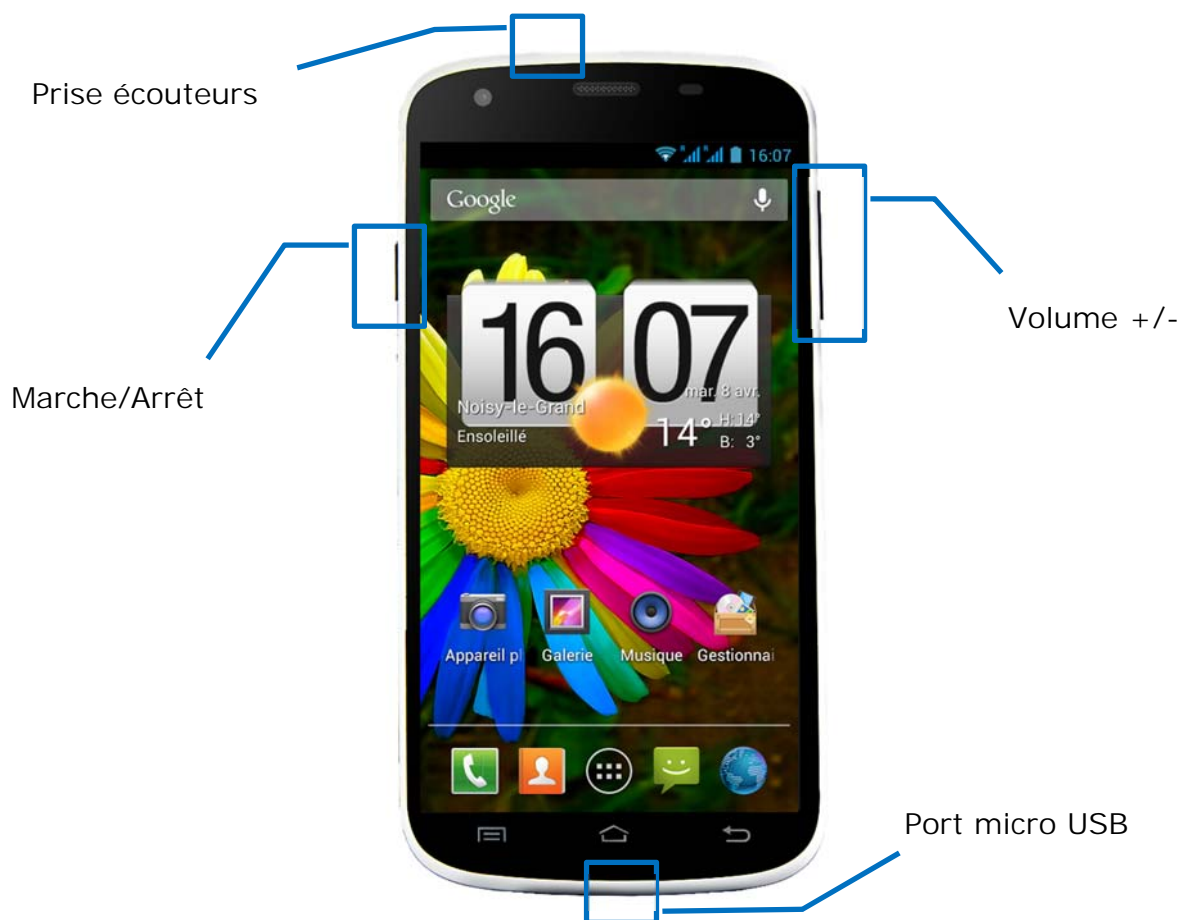 Prise écouteurs
16:07
Google
16 07
Volume +/-
Marche/Arrêt
mar. 8 avr.
Noisy-le-Grand
14° H:14°
Ensoleillé
B: 3°
Appareil pl Galerie Musique Gestionnai
Port micro USB